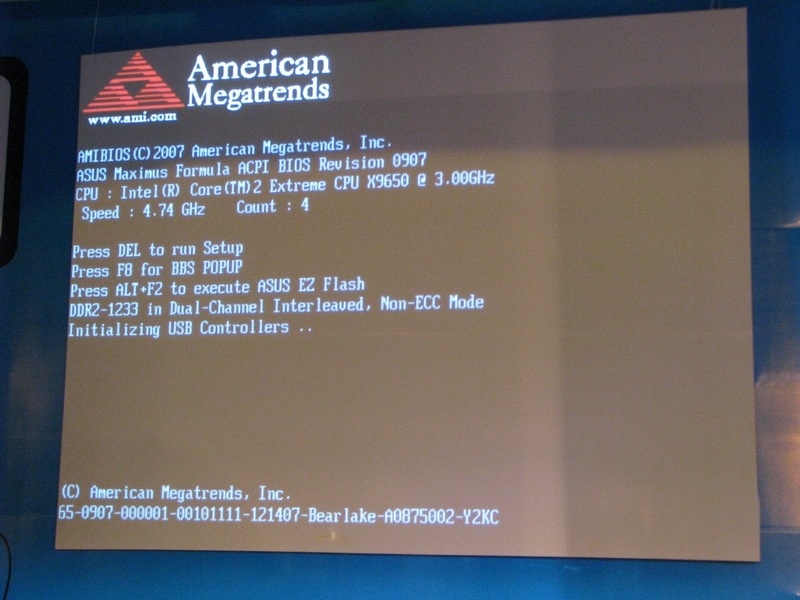 American
Megatrends
www.ami.com
AMIBIOS(C)2007 American Megatrends, Inc.
ASUS Maximus Formula ACPI BIOS Revision 0907
CPU : Intel(R) Core(TM)2 Extreme CPU X9650 @ 3.00GHz
Speed : 4.74 GHz Count : 4
Press DEL to run Setup
Press F8 for BBS POPUP
Press ALT+F2 to execute ASUS EZ Flash
DDR2-1233 in Dual-Channel Interleaved, Non-ECC Mode
Initializing USB Controllers ..
(C) American Megatrends, Inc.
65-0907-000001-00101111-121407-Bearlake-A0875002-Y2KC